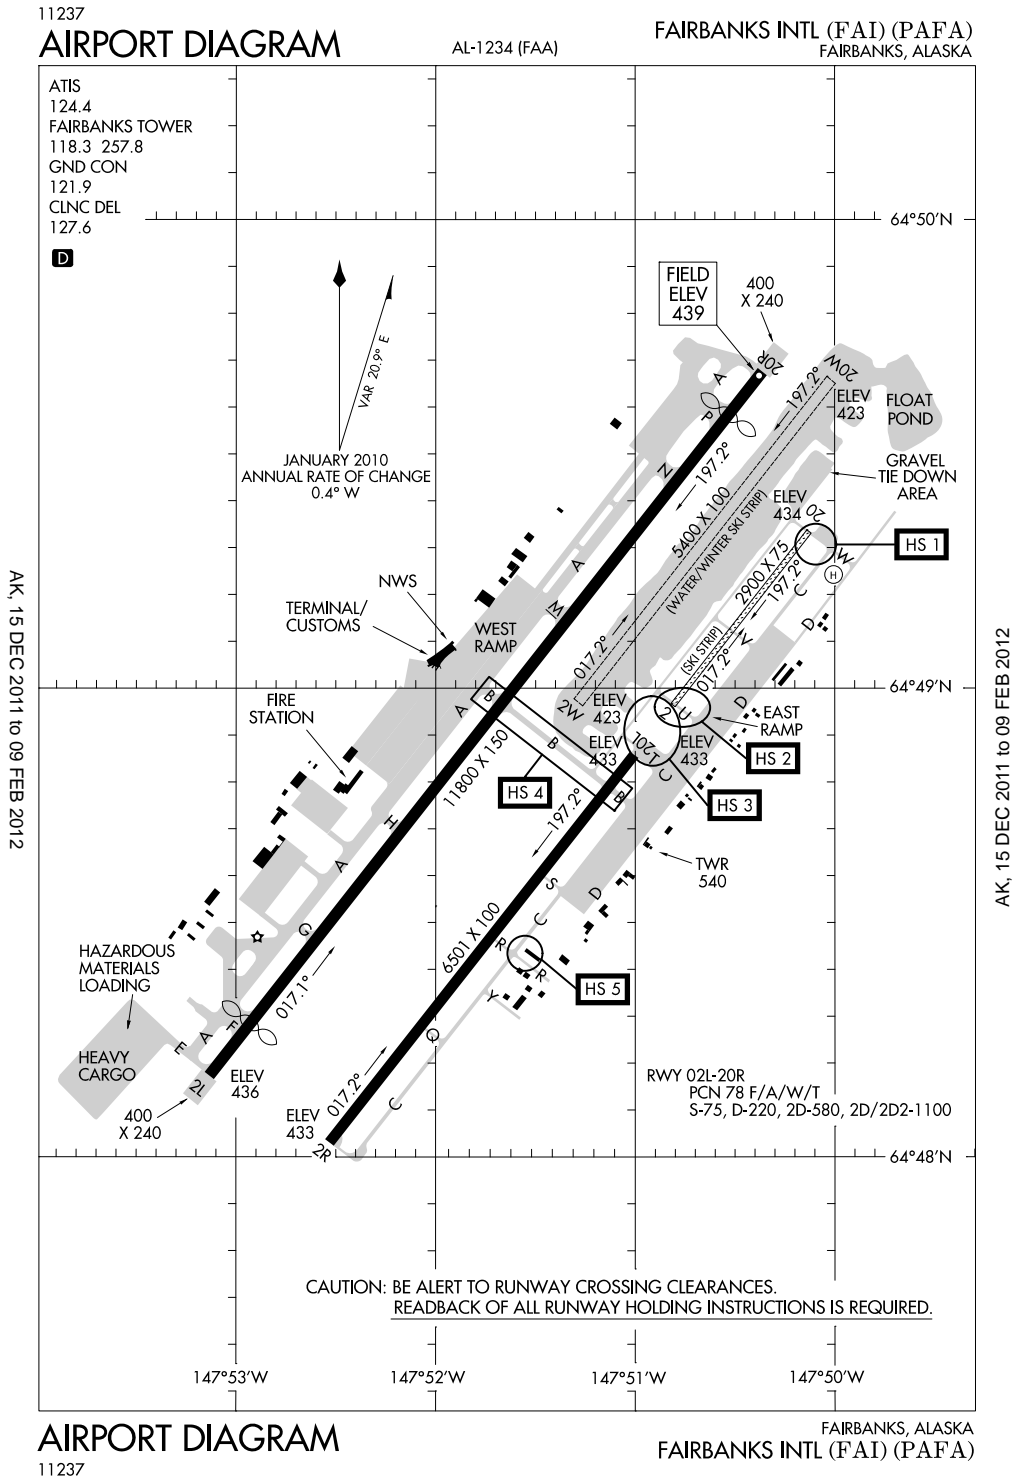 11237
AIRPORT DIAGRAM
AL-1234 (FAA)
FAIRBANKS INTL (FAI) (PAFA)
FAIRBANKS, ALASKA
ATIS
124.4
FAIRBANKS TOWER
118.3 257.8
GND CON
121.9
CLNC DEL
127.6
D
64°50'N
VAR 20.9° E
JANUARY 2010
ANNUAL RATE OF CHANGE
0.4° W
FIELD
ELEV
439
400
X 240
20R
A
P
197.2°
N
197.2°
20W
ELEV
423
FLOAT
POND
GRAVEL
TIE DOWN
AREA
5400 X 100
(WATER/WINTER SKI STRIP)
ELEV
434
20
HS 1
W
H
C
D
2900 X 75
197.2°
(SKI STRIP)
017.2°
V
NWS
TERMINAL/
CUSTOMS
WEST
RAMP
A
M
017.2°
2W
ELEV
423
64°49'N
FIRE
STATION
A
B
B
B
11800 X 150
HS 4
ELEV
433
20L
T
2
U
ELEV
433
C
D
EAST
RAMP
HS 2
HS 3
197.2°
TWR
540
H
A
G
S
C
D
L
6501 X 100
R
R
Y
HS 5
HAZARDOUS
MATERIALS
LOADING
HEAVY
CARGO
E
A
F
017.1°
2L
ELEV
436
400
X 240
Q
C
017.2°
ELEV
433
2R
RWY 02L-20R
PCN 78 F/A/W/T
S-75, D-220, 2D-580, 2D/2D2-1100
64°48'N
CAUTION: BE ALERT TO RUNWAY CROSSING CLEARANCES.
READBACK OF ALL RUNWAY HOLDING INSTRUCTIONS IS REQUIRED.
147°53'W
147°52'W
147°51'W
147°50'W
AK, 15 DEC 2011 to 09 FEB 2012
AK, 15 DEC 2011 to 09 FEB 2012
AIRPORT DIAGRAM
11237
FAIRBANKS, ALASKA
FAIRBANKS INTL (FAI) (PAFA)